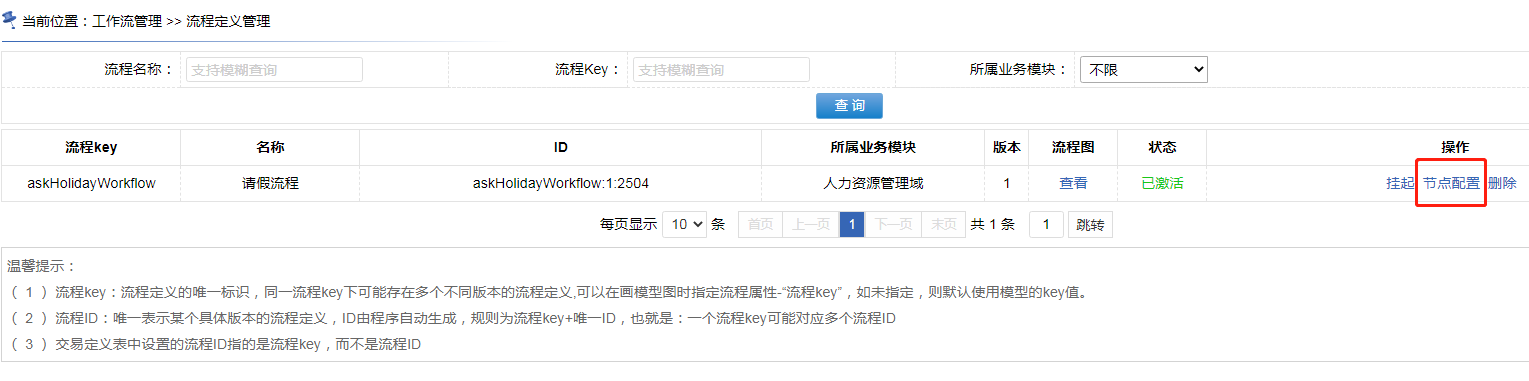 当前位置：工作流管理 >> 流程定义管理
流程名称： 支持模糊查询 流程Key： 支持模糊查询 所属业务模块： 不限
查 询
流程key 名称 ID 所属业务模块 版本 流程图 状态 操作
askHolidayWorkflow 请假流程 askHolidayWorkflow:1:2504 人力资源管理域 1 查看 已激活 挂起 节点配置 删除
每页显示 10 条 首页 上一页 1 下一页 末页 共 1 条 1 跳转
温馨提示：
（ 1 ）流程key：流程定义的唯一标识，同一流程key下可能存在多个不同版本的流程定义,可以在画模型图时指定流程属性-“流程key”，如未指定，则默认使用模型的key值。
（ 2 ）流程ID：唯一表示某个具体版本的流程定义，ID由程序自动生成，规则为流程key+唯一ID，也就是：一个流程key可能对应多个流程ID
（ 3 ）交易定义表中设置的流程ID指的是流程key，而不是流程ID